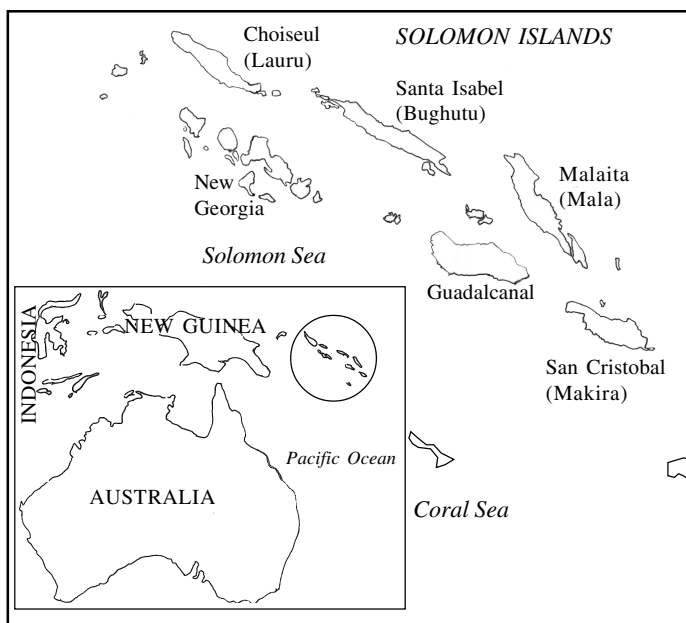 Choiseul
(Lauru)
SOLOMON ISLANDS
Santa Isabel
(Bughutu)
Malaita
(Mala)
New
Georgia
Solomon Sea
Guadalcanal
San Cristobal
(Makira)
INDONESIA
NEW GUINEA
Pacific Ocean
AUSTRALIA
Coral Sea